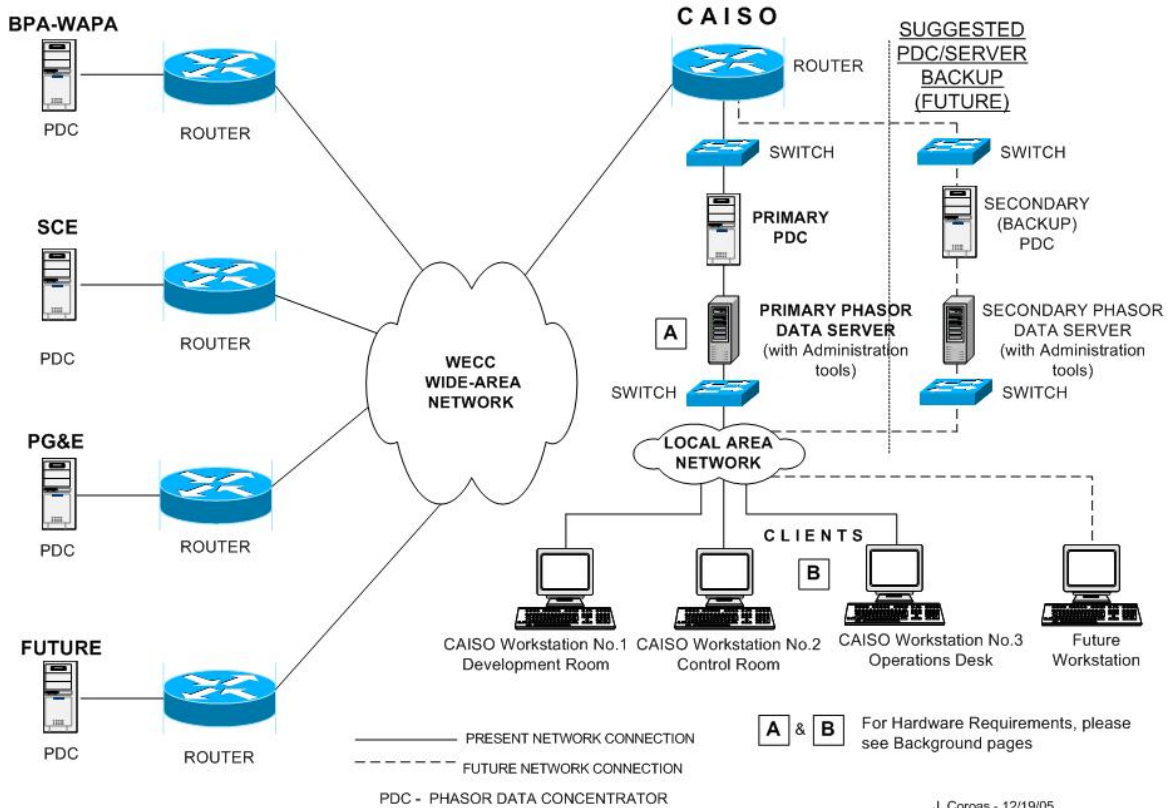 BPA-WAPA
PDC
ROUTER
SCE
PDC
ROUTER
PG&E
PDC
ROUTER
FUTURE
PDC
ROUTER
WECC
WIDE-AREA
NETWORK
CAISO
ROUTER
SWITCH
PRIMARY
PDC
A
PRIMARY PHASOR
DATA SERVER
(with Administration
tools)
SWITCH
LOCAL AREA
NETWORK
SUGGESTED
PDC/SERVER
BACKUP
(FUTURE)
SWITCH
SECONDARY
(BACKUP)
PDC
SECONDARY PHASOR
DATA SERVER
(with Administration
tools)
SWITCH
CLIENTS
B
CAISO Workstation No.1
Development Room
CAISO Workstation No.2
Control Room
CAISO Workstation No.3
Operations Desk
Future
Workstation
PRESENT NETWORK CONNECTION
FUTURE NETWORK CONNECTION
PDC - PHASOR DATA CONCENTRATOR
A & B For Hardware Requirements, please
see Background pages
J. Coroas - 12/19/05